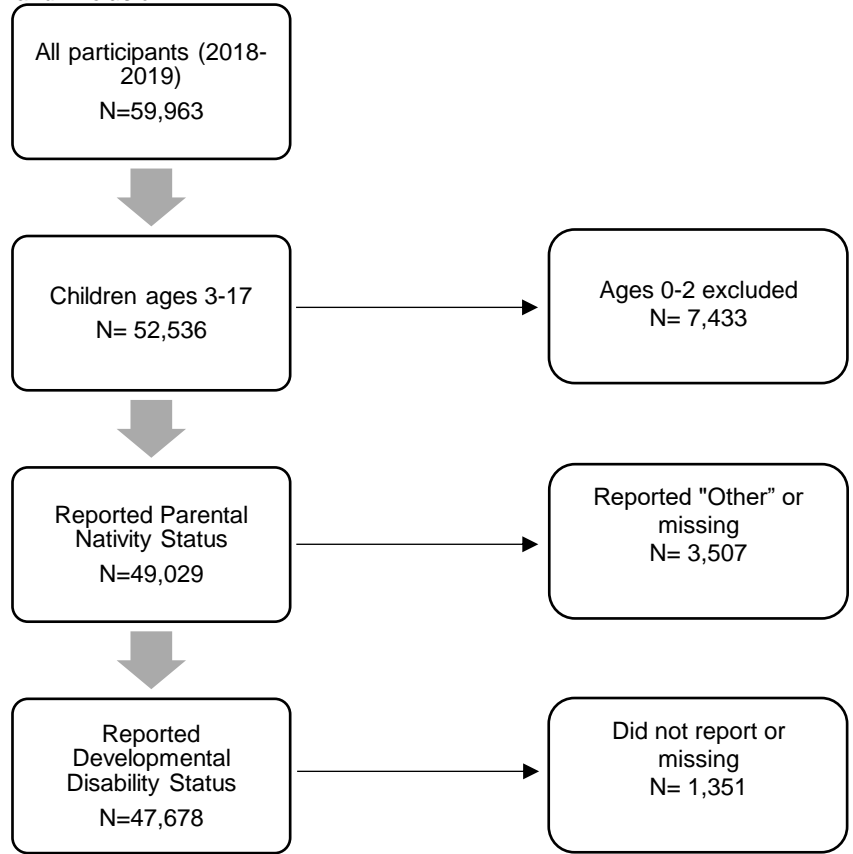 All participants (2018-
2019)
N=59,963
Children ages 3-17
N= 52,536
Ages 0-2 excluded
N= 7,433
Reported Parental
Nativity Status
N=49,029
Reported "Other” or
missing
N= 3,507
Reported
Developmental
Disability Status
N=47,678
Did not report or
missing
N= 1,351